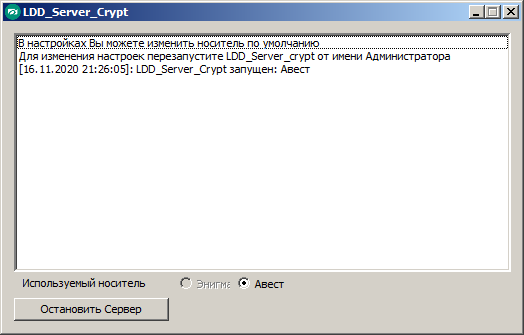 LDD_Server_Crypt
В настройках Вы можете изменить носитель по умолчанию
Для изменения настроек перезапустите LDD_Server_crypt от имени Администратора
[16.11.2020 21:26:05]: LDD_Server_Crypt запущен: Авест
Используемый носитель Энигма Авест
Остановить Сервер